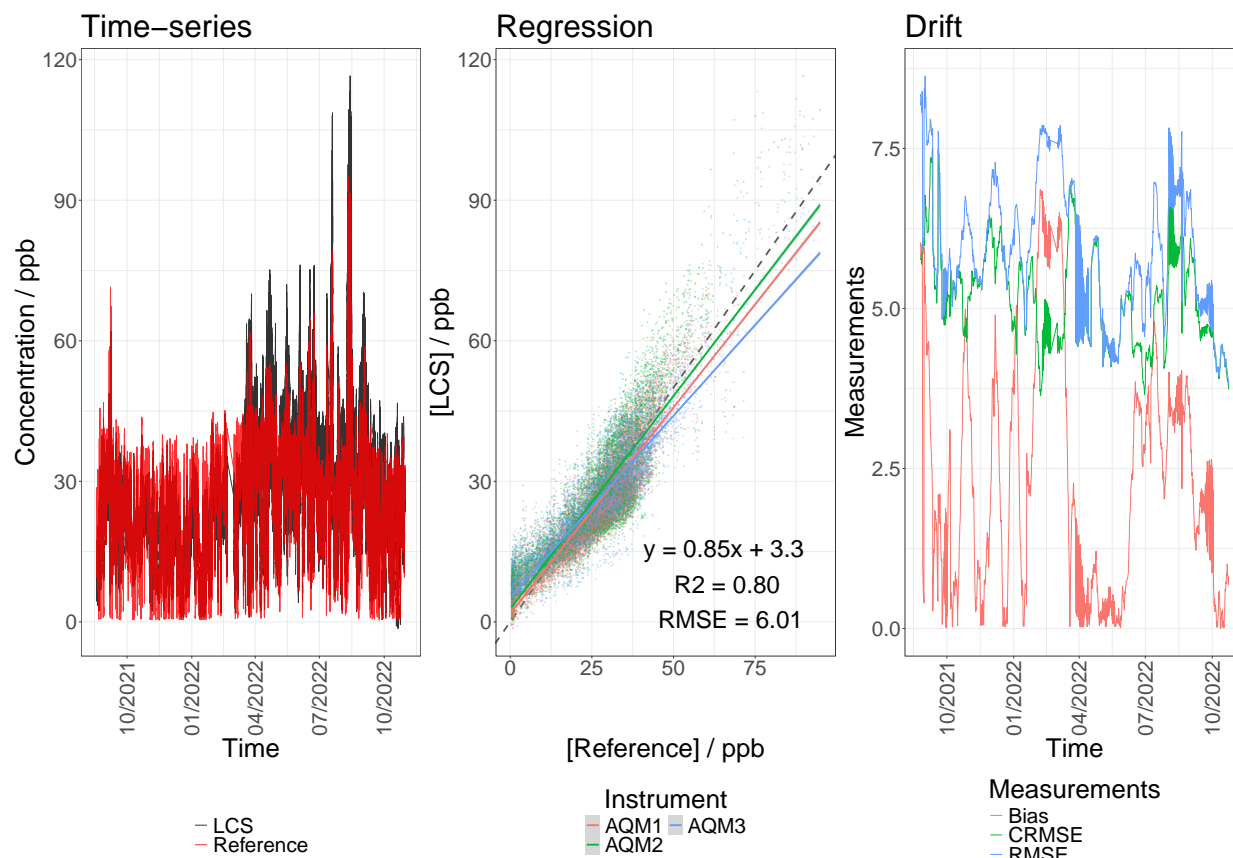 Time−series
Concentration / ppb
120
90
60
30
0
10/2021
01/2022
04/2022
07/2022
10/2022
Time
LCS
Reference
Regression
[LCS] / ppb
120
90
60
30
0
y = 0.85x + 3.3
R2 = 0.80
RMSE = 6.01
0 25 50 75
[Reference] / ppb
Instrument
AQM1 AQM3
AQM2
Drift
Measurements
7.5
5.0
2.5
0.0
10/2021
01/2022
04/2022
07/2022
10/2022
Time
Measurements
Bias
CRMSE
RMSE